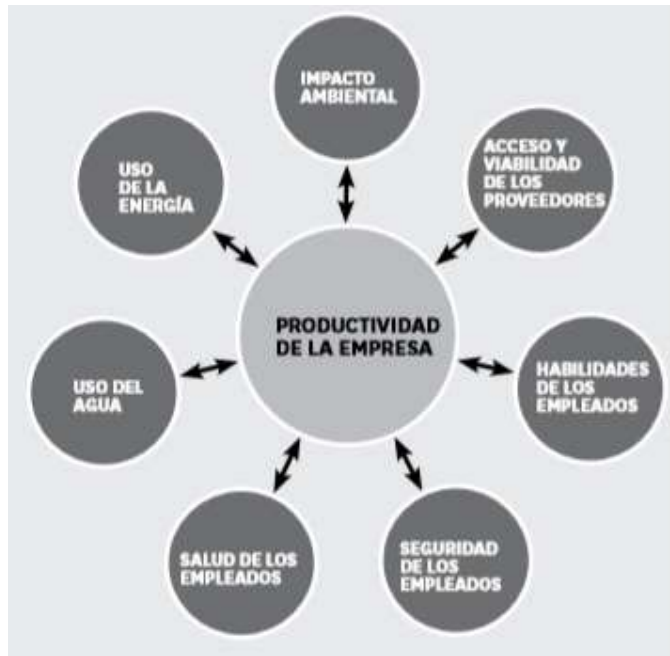 IMPACTO
AMBIENTAL
ACCESO Y
VIABILIDAD
DE LOS
PROVEEDORES
USO
DE LA
ENERGÍA
PRODUCTIVIDAD
DE LA EMPRESA
HABILIDADES
DE LOS
EMPLEADOS
USO DEL
AGUA
SEGURIDAD
DE LOS
EMPLEADOS
SALUD DE LOS
EMPLEADOS